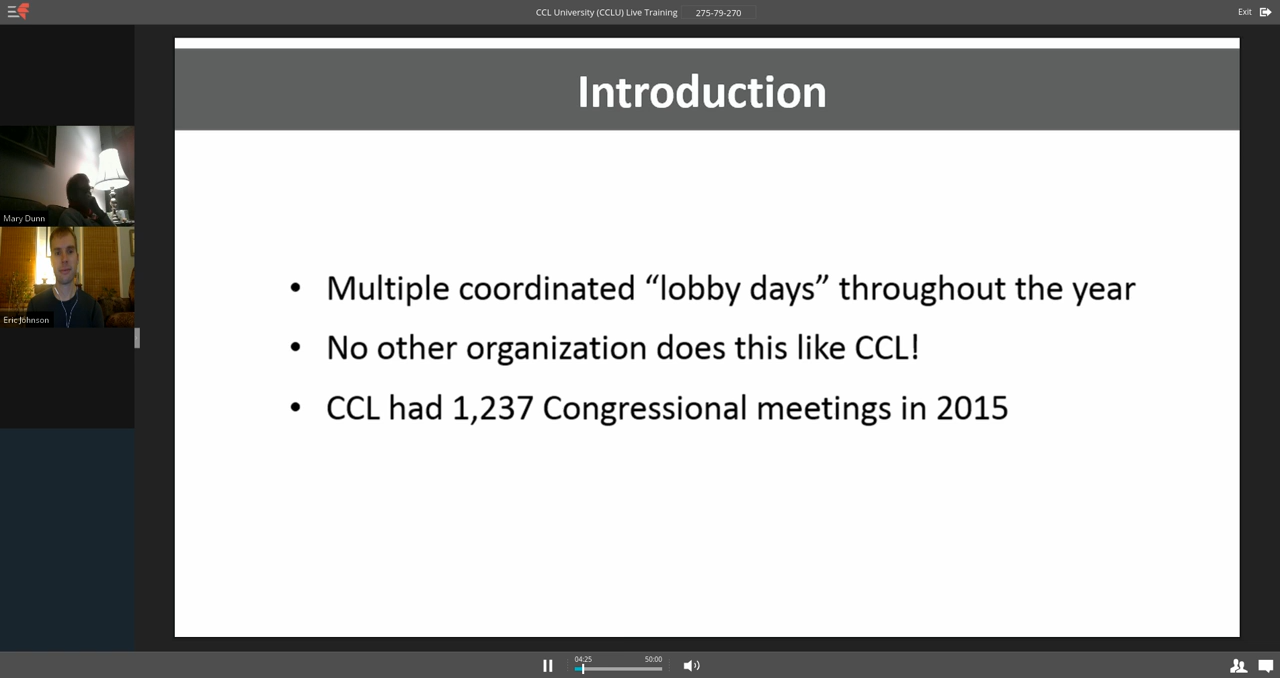 CCL University (CCLU) Live Training 275-79-270
Exit
Introduction
• Multiple coordinated “lobby days” throughout the year
• No other organization does this like CCL!
• CCL had 1,237 Congressional meetings in 2015
Mary Dunn
Eric Johnson
04:25 50:00